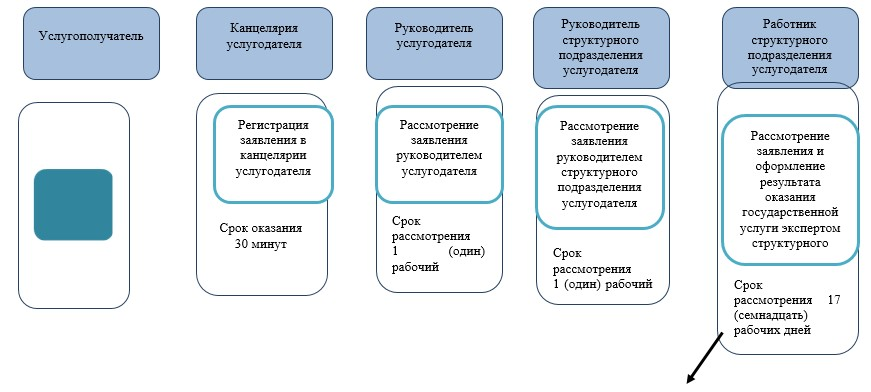 Услугополучатель
Канцелярия
услугодателя
Руководитель
услугодателя
Руководитель
структурного
подразделения
услугодателя
Работник
структурного
подразделения
услугодателя
Регистрация
заявления в
канцелярии
услугодателя
Срок оказания
30 минут
Рассмотрение
заявления
руководителем
услугодателя
Срок
рассмотрения
1 (один)
рабочий
Рассмотрение
заявления
руководителем
структурного
подразделения
услугодателя
Срок
рассмотрения
1 (один) рабочий
Рассмотрение
заявления и
оформление
результата
оказания
государственной
услуги экспертом
структурного
Срок
рассмотрения 17
(семнадцать)
рабочих дней